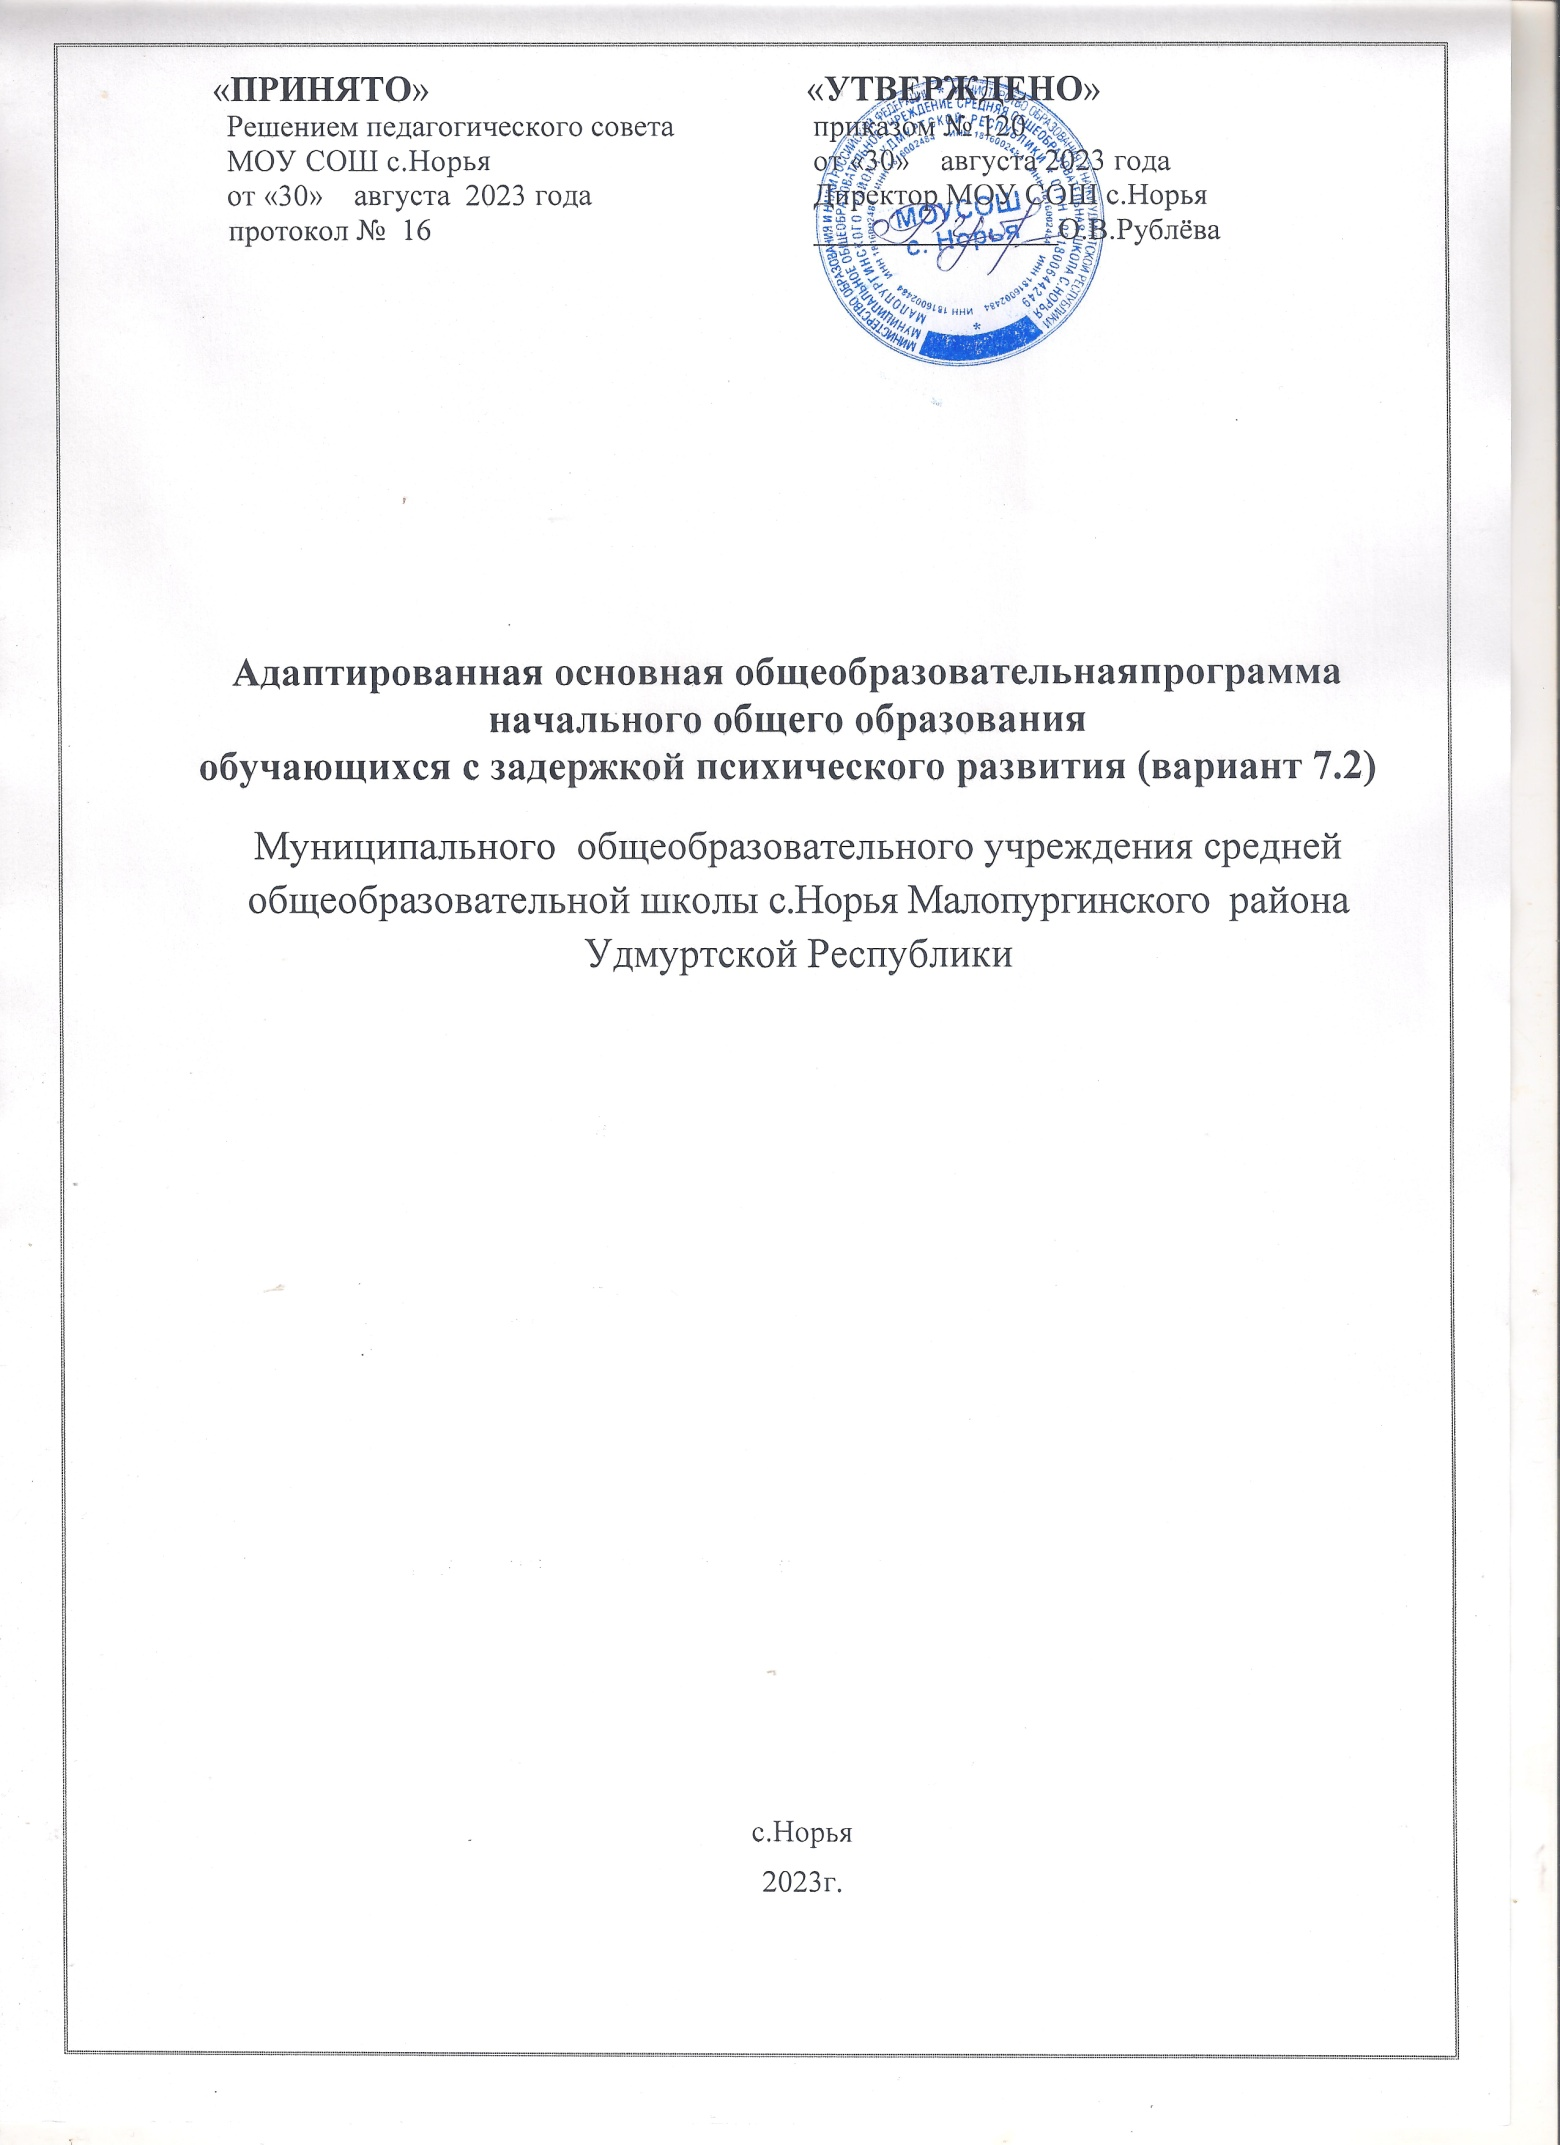 «ПРИНЯТО»
Решением педагогического совета
МОУ СОШ с.Норья
от «30» августа 2023 года
протокол № 16
«УТВЕРЖДЕНО»
приказом № 120
от «30» августа 2023 года
Директор МОУ СОШ с.Норья
О.В.Рублёва
МОУСОШ
с. Норья
Адаптированная основная общеобразовательнаяпрограмма
начального общего образования
обучающихся с задержкой психического развития (вариант 7.2)
Муниципального общеобразовательного учреждения средней
общеобразовательной школы с.Норья Малопургинского района
Удмуртской Республики
с.Норья
2023г.